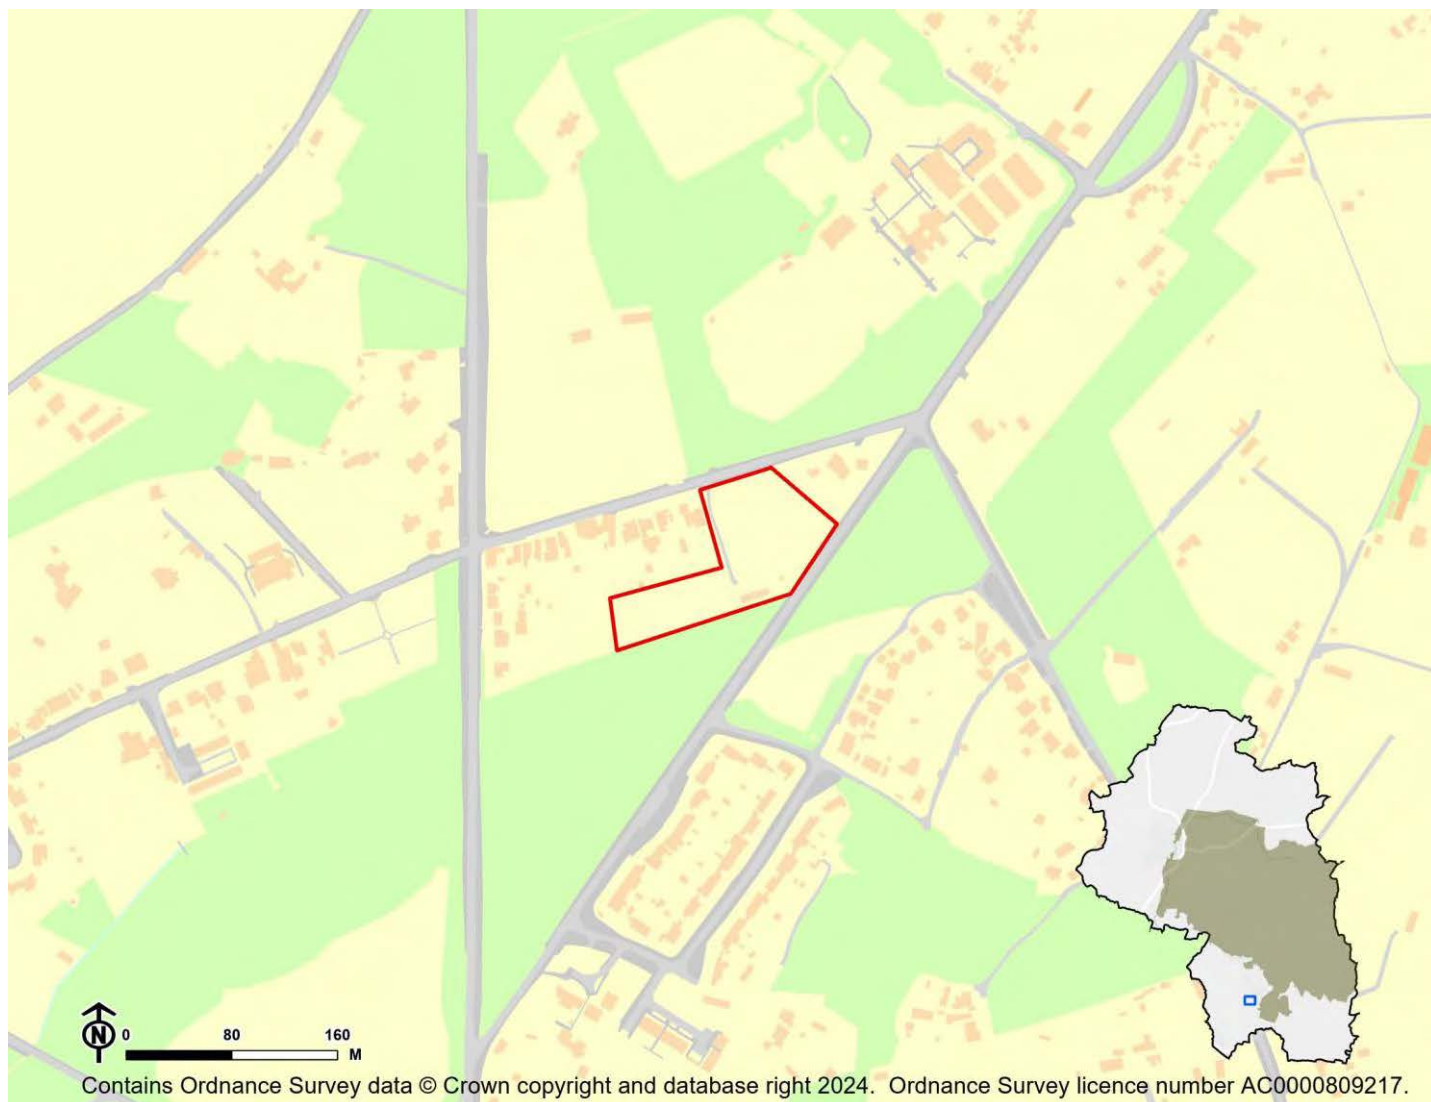 N
0 80 160
M
Contains Ordnance Survey data © Crown copyright and database right 2024. Ordnance Survey licence number AC0000809217.